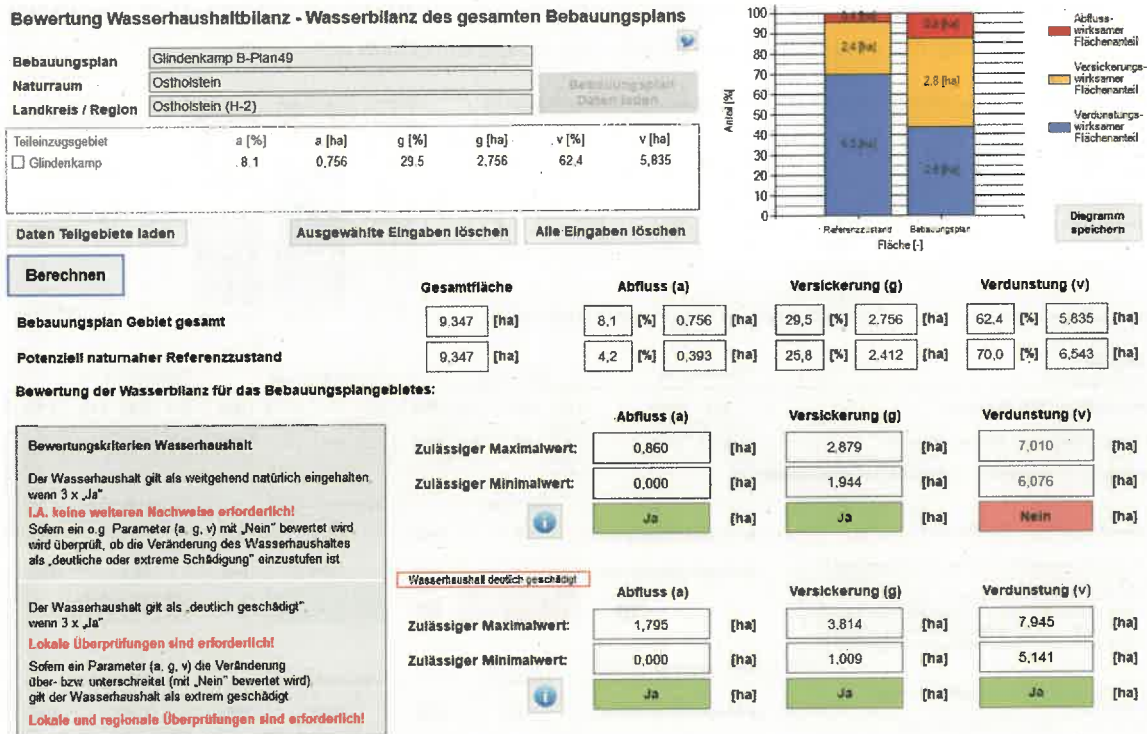 Bewertung Wasserhaushaltbilanz - Wasserbilanz des gesamten Bebauungsplans
Bebauungsplan Glindenkamp B-Plan49
Naturraum Ostholstein
Landkreis / Region Ostholstein (H-2)
Bebauungsplan Daten laden
Teileinzugsgebiet a [%] a [ha] g [%] g [ha] v [%] v [ha]
Glindenkamp 8.1 0,756 29.5 2.756 62,4 5,835
Daten Teilgebiete laden Ausgewählte Eingaben löschen Alle Eingaben löschen
Anteil [%]
100
90
80
70
60
50
40
30
20
10
0
2.4 [ha]
2.8 [ha]
Referenzzustand Bebauungsplan
Fläche [-]
Abfluss-
wirksamer
Flächenanteil
Versickerungs-
wirksamer
Flächenanteil
Verdunstungs-
wirksamer
Flächenanteil
Diagramm
speichern
Berechnen
Gesamtfläche Abfluss (a) Versickerung (g) Verdunstung (v)
Bebauungsplan Gebiet gesamt 9.347 [ha] 8,1 [%] 0,756 [ha] 29,5 [%] 2.756 [ha] 62,4 [%] 5,835 [ha]
Potenziell naturnaher Referenzzustand 9,347 [ha] 4,2 [%] 0,393 [ha] 25,8 [%] 2.412 [ha] 70,0 [%] 6,543 [ha]
Bewertung der Wasserbilanz für das Bebauungsplangebietes:
Abfluss (a) Versickerung (g) Verdunstung (v)
Zulässiger Maximalwert: 0,860 [ha] 2,879 [ha] 7,010 [ha]
Zulässiger Minimalwert: 0,000 [ha] 1,944 [ha] 6,076 [ha]
Ja [ha] Ja [ha] Nein [ha]
Bewertungskriterien Wasserhaushalt
Der Wasserhaushalt gilt als weitgehend natürlich eingehalten
wenn 3 x „Ja"
I.A. keine weiteren Nachweise erforderlich!
Sofern ein o.g Parameter (a, g, v) mit „Nein" bewertet wird
wird überprüft, ob die Veränderung des Wasserhaushaltes
als „deutliche oder extreme Schädigung" einzustufen ist
Der Wasserhaushalt gilt als „deutlich geschädigt"
wenn 3 x „Ja"
Lokale Überprüfungen sind erforderlich!
Sofern ein Parameter (a, g, v) die Veränderung
über- bzw unterschreitet (mit „Nein" bewertet wird)
gilt der Wasserhaushalt als extrem geschädigt
Lokale und regionale Überprüfungen sind erforderlich!
Wasserhaushalt deutlich geschädigt
Abfluss (a) Versickerung (g) Verdunstung (v)
Zulässiger Maximalwert: 1,795 [ha] 3.814 [ha] 7,945 [ha]
Zulässiger Minimalwert: 0,000 [ha] 1,009 [ha] 5,141 [ha]
Ja [ha] Ja [ha] Ja [ha]